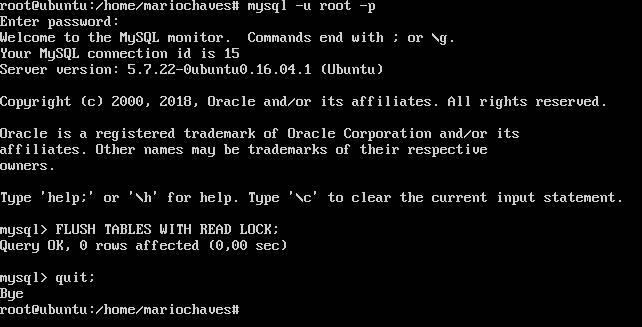 root@ubuntu:/home/mariochaves# mysql -u root -p
Enter password:
Welcome to the MySQL monitor.  Commands end with ; or \g.
Your MySQL connection id is 15
Server version: 5.7.22-0ubuntu0.16.04.1 (Ubuntu)
Copyright (c) 2000, 2018, Oracle and/or its affiliates. All rights reserved.
Oracle is a registered trademark of Oracle Corporation and/or its
affiliates. Other names may be trademarks of their respective
owners.
Type 'help;' or '\h' for help. Type '\c' to clear the current input statement.
mysql> FLUSH TABLES WITH READ LOCK;
Query OK, 0 rows affected (0,00 sec)
mysql> quit;
Bye
root@ubuntu:/home/mariochaves#